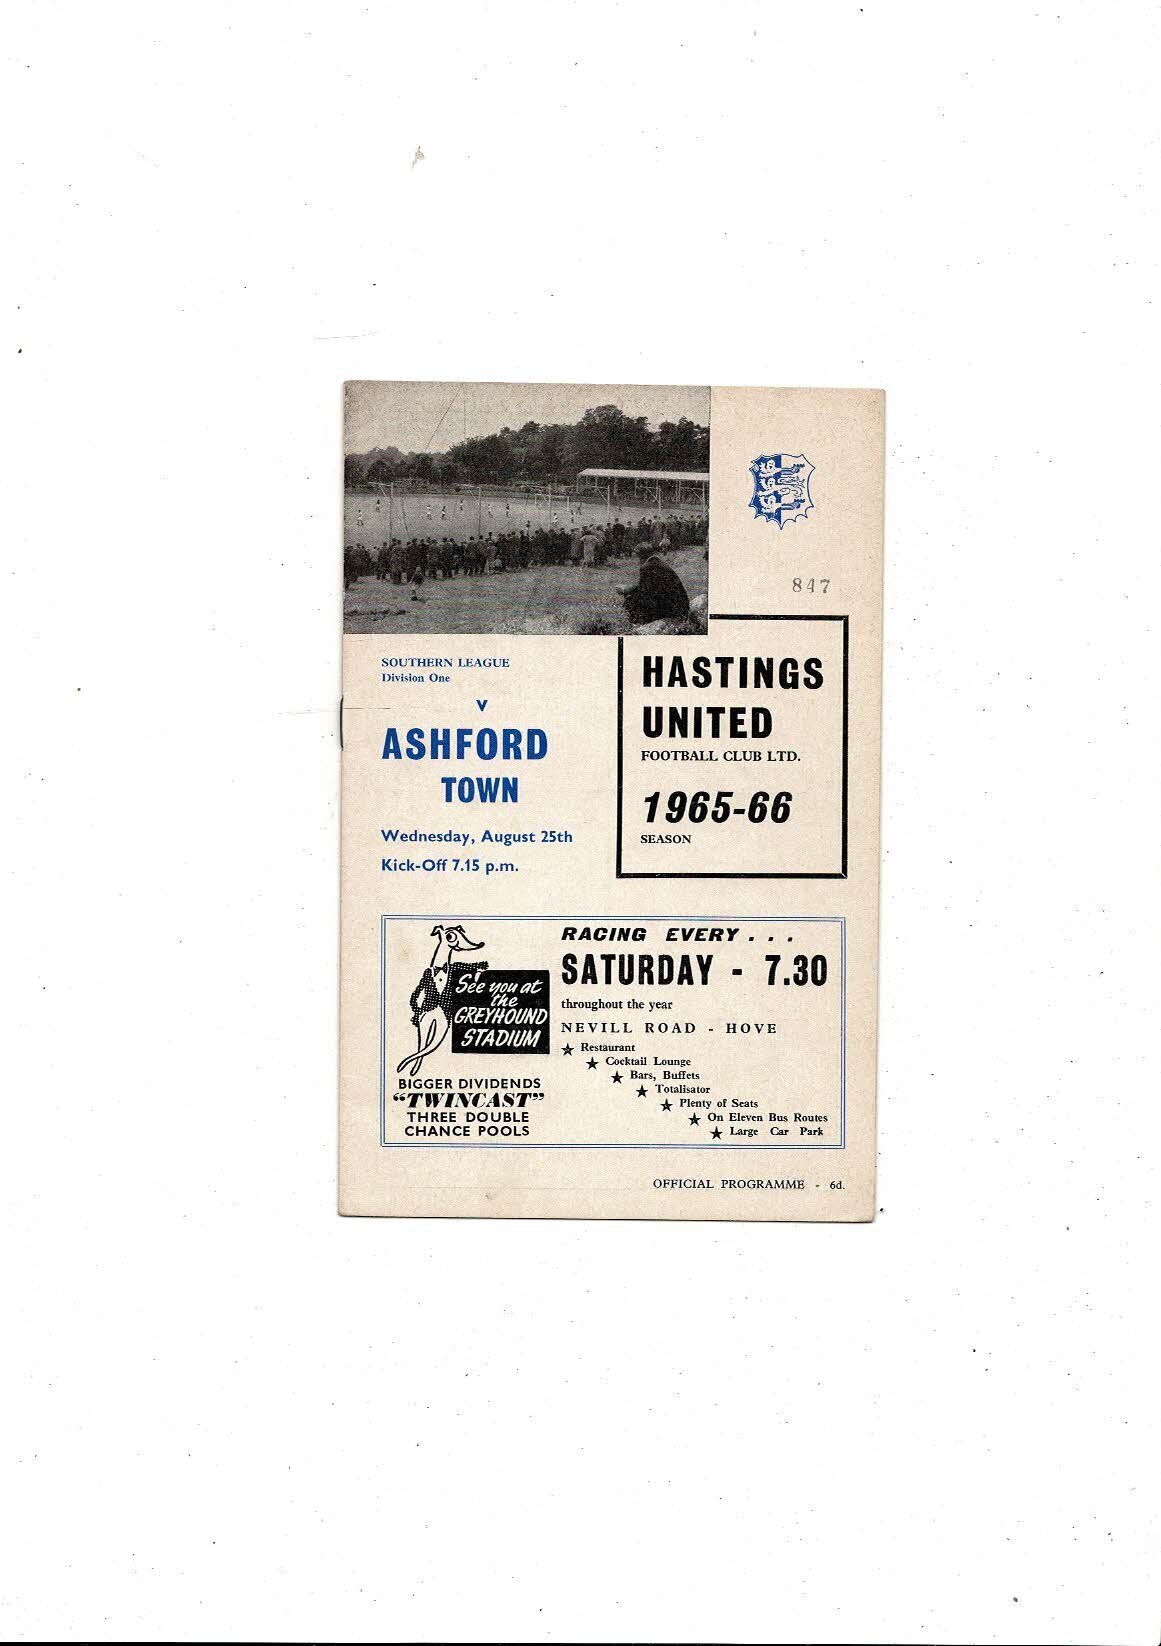 847
SOUTHERN LEAGUE
Division One
v
ASHFORD
TOWN
Wednesday, August 25th
Kick-Off 7.15 p.m.
HASTINGS
UNITED
FOOTBALL CLUB LTD.
1965-66
SEASON
See you at
the
GREYHOUND
STADIUM
BIGGER DIVIDENDS
"TWINCAST"
THREE DOUBLE
CHANCE POOLS
RACING EVERY . . .
SATURDAY - 7.30
throughout the year
NEVILL ROAD - HOVE
★ Restaurant
★ Cocktail Lounge
★ Bars, Buffets
★ Totalisator
★ Plenty of Seats
★ On Eleven Bus Routes
★ Large Car Park
OFFICIAL PROGRAMME - 6d.